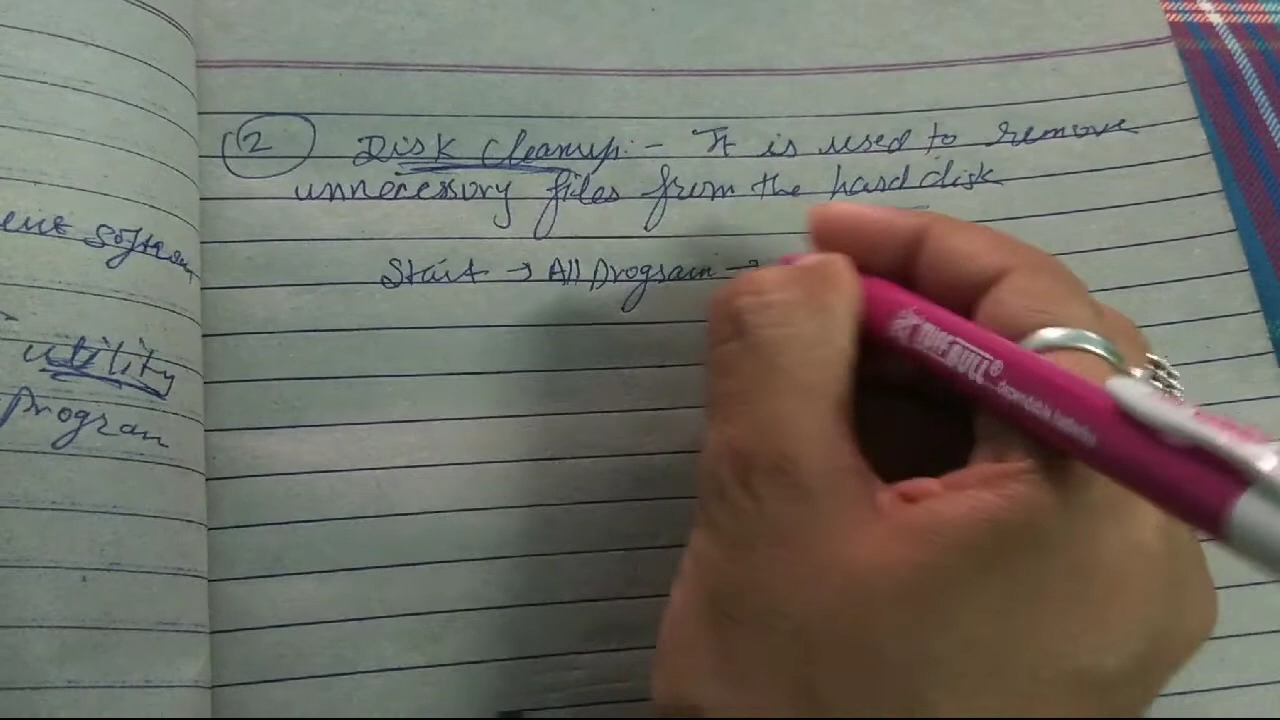 ent Softwar
utility
Program
2 Disk Cleanup:- It is used to remove
unnecessory files from the hard disk
Start → All Program →